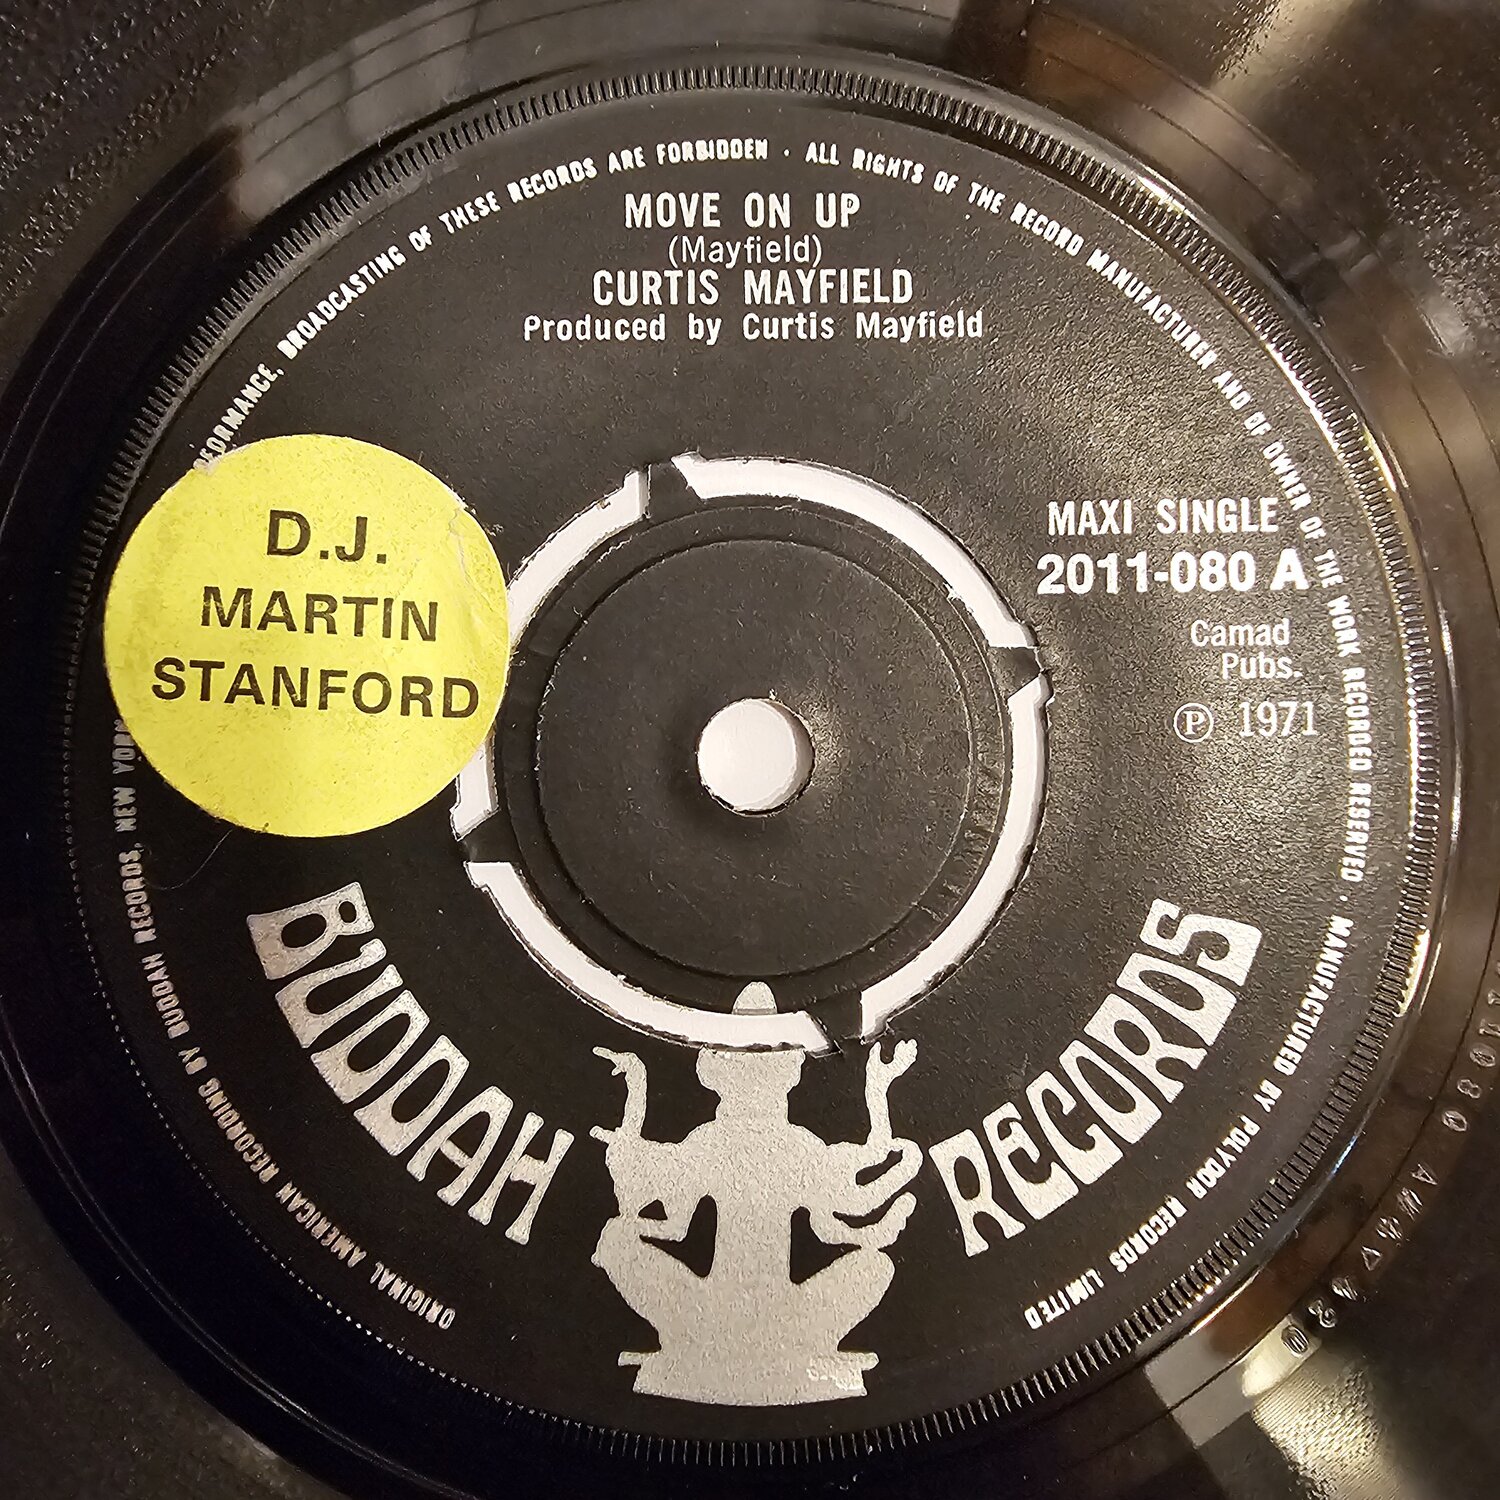 MOVE ON UP
(Mayfield)
CURTIS MAYFIELD
Produced by Curtis Mayfield
D.J.
MARTIN
STANFORD
MAXI SINGLE
2011-080 A
Camad
Pubs.
Ⓟ 1971
BUDDAH RECORDS
ORIGINAL AMERICAN RECORDING BY BUDDAH RECORDS, NEW YORK
BROADCASTING OF THESE RECORDS ARE FORBIDDEN · ALL RIGHTS OF THE RECORD MANUFACTURER AND OF OWNER OF THE WORK RECORDED RESERVED · MANUFACTURED BY POLYDOR RECORDS LIMITED